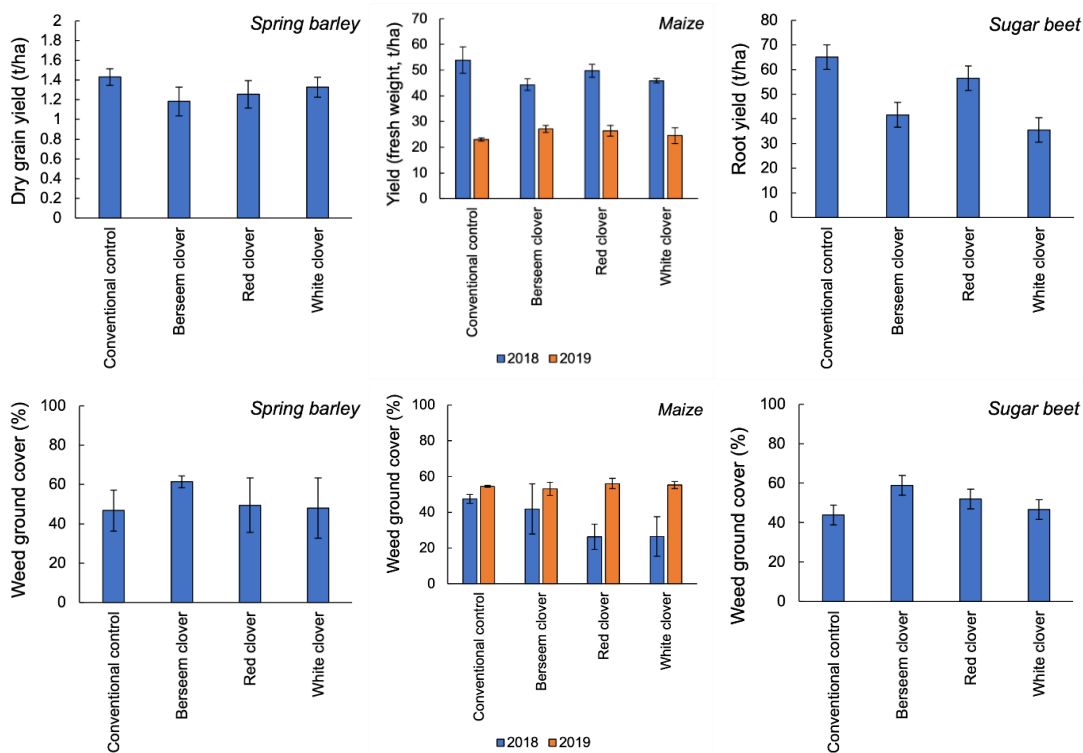 Spring barley
Dry grain yield (t/ha)
2
1.8
1.6
1.4
1.2
1
0.8
0.6
0.4
0.2
0
Conventional control
Berseem clover
Red clover
White clover
Maize
Yield (fresh weight, t/ha)
70
60
50
40
30
20
10
0
Conventional control
Berseem clover
Red clover
White clover
2018 2019
Sugar beet
Root yield (t/ha)
80
70
60
50
40
30
20
10
0
Conventional control
Berseem clover
Red clover
White clover
Spring barley
Weed ground cover (%)
100
80
60
40
20
0
Conventional control
Berseem clover
Red clover
White clover
Maize
Weed ground cover (%)
100
80
60
40
20
0
Conventional control
Berseem clover
Red clover
White clover
2018 2019
Sugar beet
Weed ground cover (%)
100
80
60
40
20
0
Conventional control
Berseem clover
Red clover
White clover